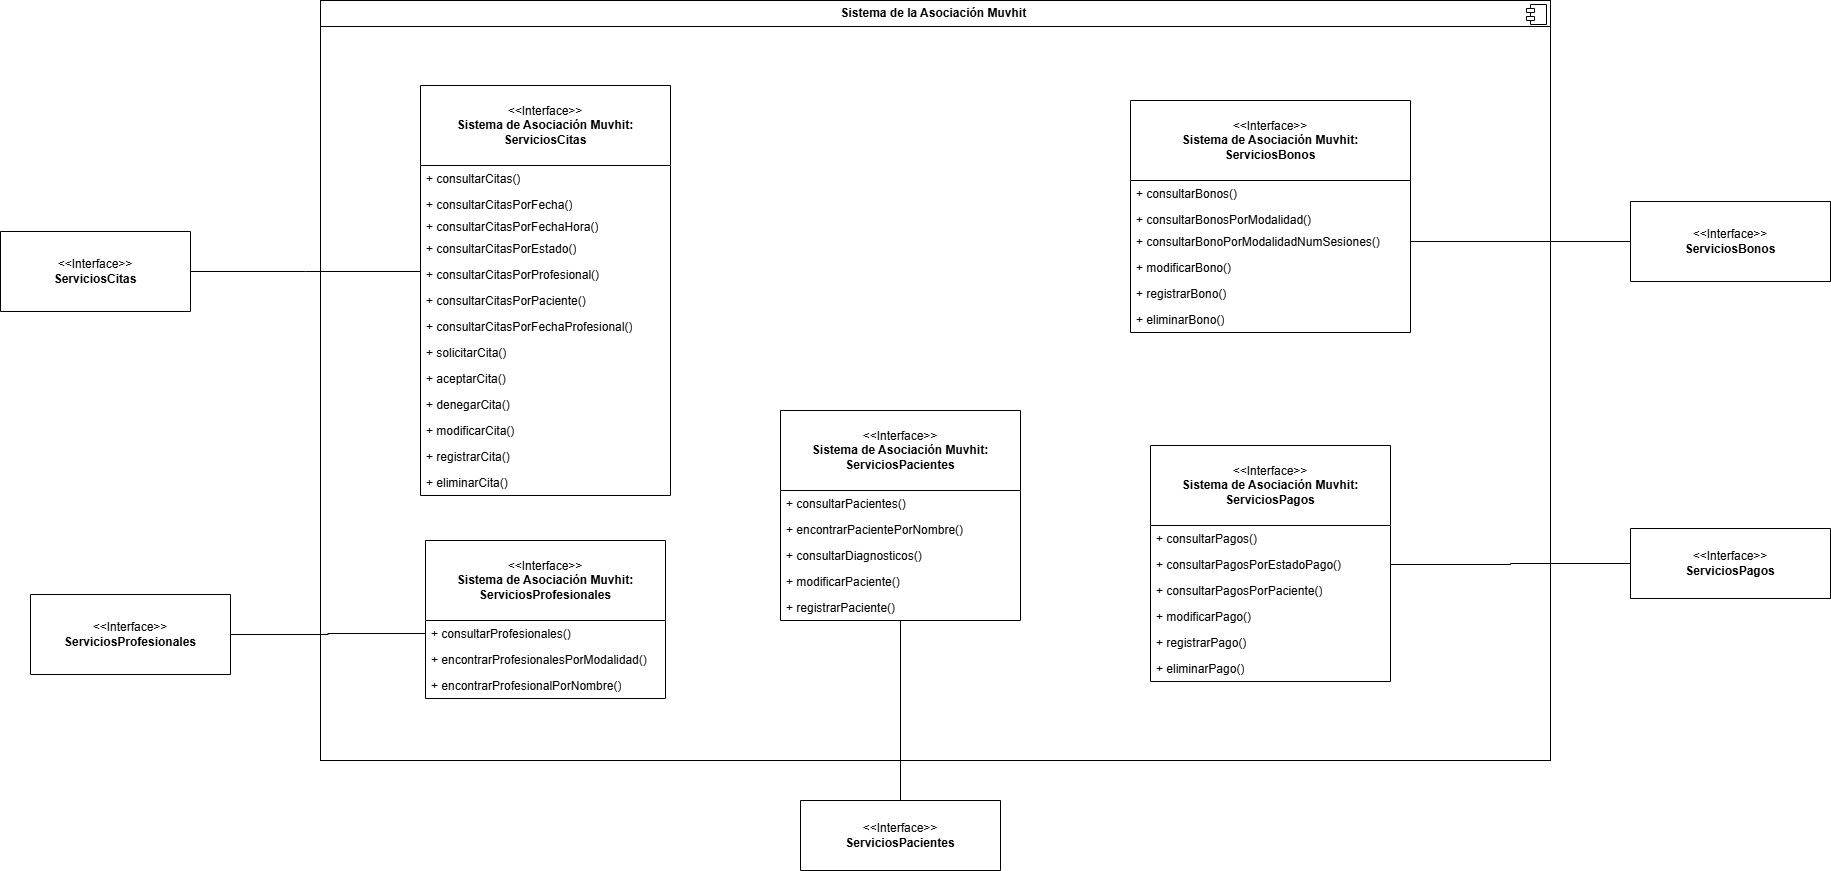 Sistema de la Asociación Muvhit
<<Interface>>
Sistema de Asociación Muvhit:
ServiciosCitas
+ consultarCitas()
+ consultarCitasPorFecha()
+ consultarCitasPorFechaHora()
+ consultarCitasPorEstado()
+ consultarCitasPorProfesional()
+ consultarCitasPorPaciente()
+ consultarCitasPorFechaProfesional()
+ solicitarCita()
+ aceptarCita()
+ denegarCita()
+ modificarCita()
+ registrarCita()
+ eliminarCita()
<<Interface>>
Sistema de Asociación Muvhit:
ServiciosBonos
+ consultarBonos()
+ consultarBonosPorModalidad()
+ consultarBonoPorModalidadNumSesiones()
+ modificarBono()
+ registrarBono()
+ eliminarBono()
<<Interface>>
ServiciosCitas
<<Interface>>
ServiciosBonos
<<Interface>>
Sistema de Asociación Muvhit:
ServiciosPacientes
+ consultarPacientes()
+ encontrarPacientePorNombre()
+ consultarDiagnosticos()
+ modificarPaciente()
+ registrarPaciente()
<<Interface>>
Sistema de Asociación Muvhit:
ServiciosPagos
+ consultarPagos()
+ consultarPagosPorEstadoPago()
+ consultarPagosPorPaciente()
+ modificarPago()
+ registrarPago()
+ eliminarPago()
<<Interface>>
Sistema de Asociación Muvhit:
ServiciosProfesionales
+ consultarProfesionales()
+ encontrarProfesionalesPorModalidad()
+ encontrarProfesionalPorNombre()
<<Interface>>
ServiciosProfesionales
<<Interface>>
ServiciosPagos
<<Interface>>
ServiciosPacientes